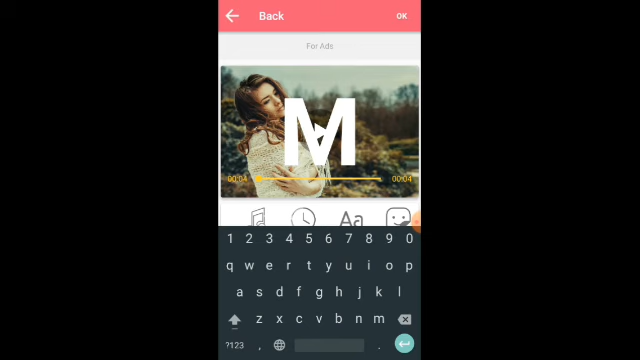 Back OK
For Ads
M
00:04 00:04
Aa
1 2 3 4 5 6 7 8 9 0
q w e r t y u i o p
a s d f g h j k l
z x c v b n m
?123 , .